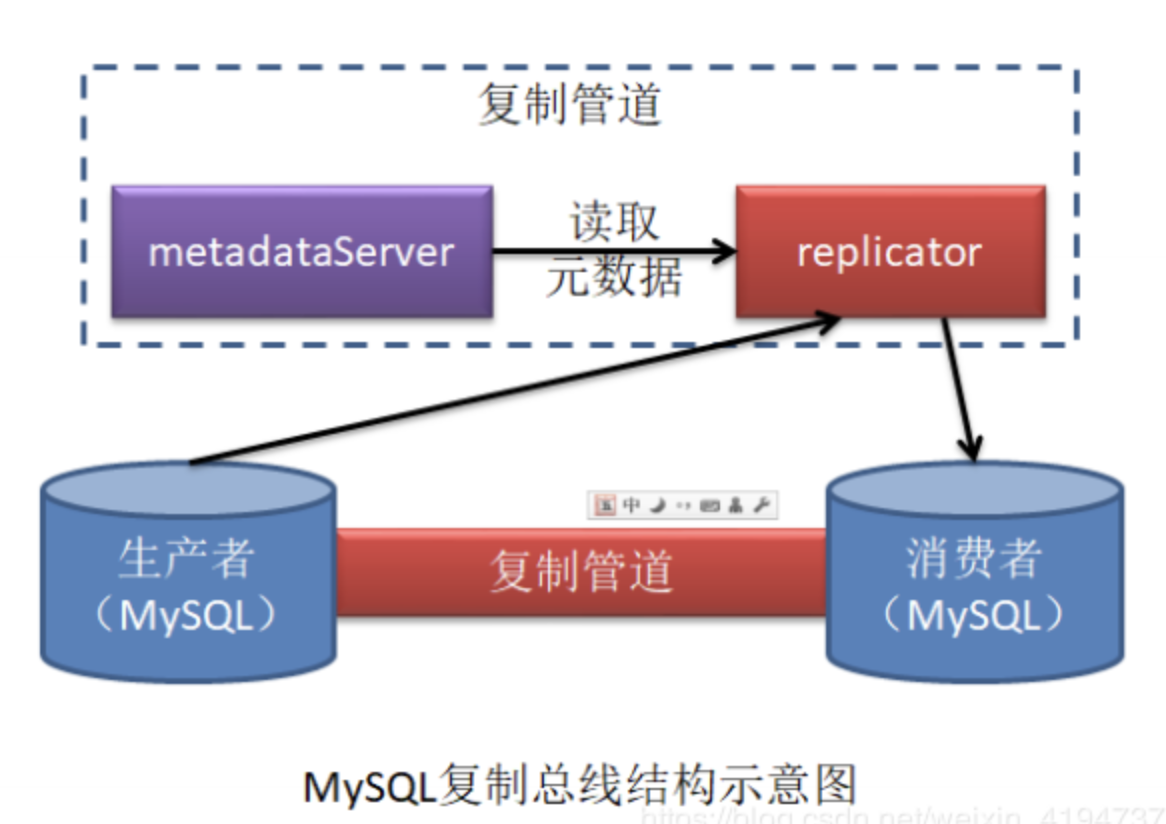 复制管道
metadataServer
读取
元数据
replicator
中
生产者
（MySQL）
复制管道
消费者
（MySQL）
MySQL复制总线结构示意图
https://blog.csdn.net/weixin_4194737